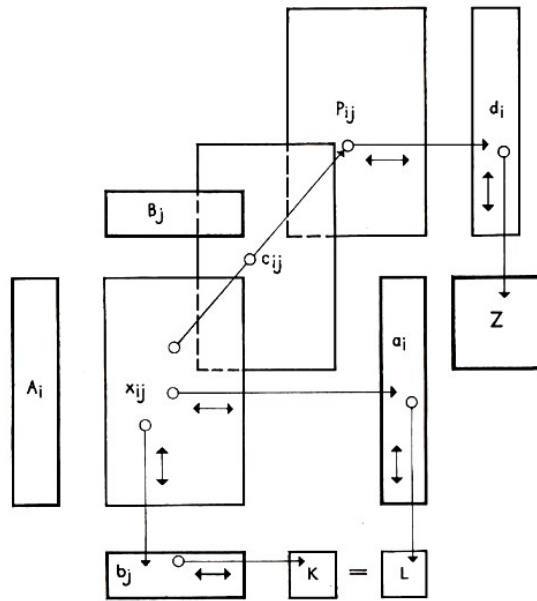 P_ij
d_i
B_j
c_ij
Z
A_i
x_ij
a_i
b_j
K = L